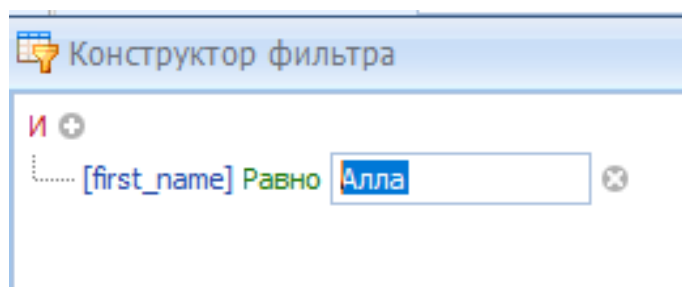 Конструктор фильтра
И
[first_name] Равно Алла